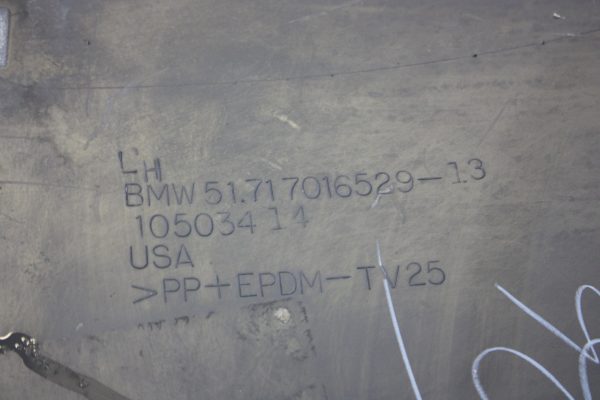 LH
BMW 51.717016529-13
10503414
USA
>PP+EPDM-TV25